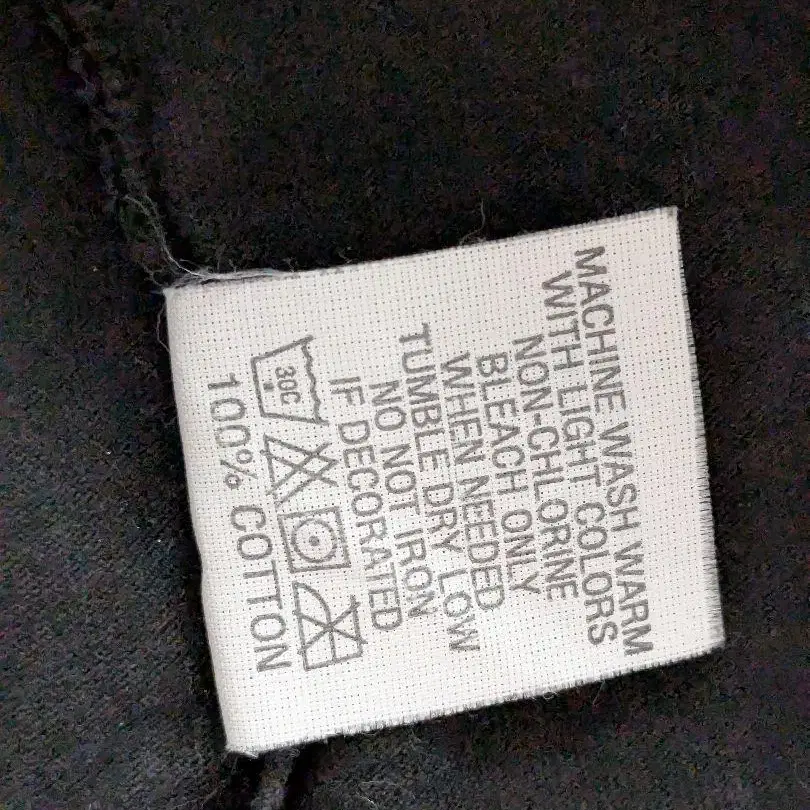 MACHINE WASH WARM
WITH LIGHT COLORS
NON-CHLORINE
BLEACH ONLY
WHEN NEEDED
TUMBLE DRY LOW
NO NOT IRON
IF DECORATED
30C
100% COTTON